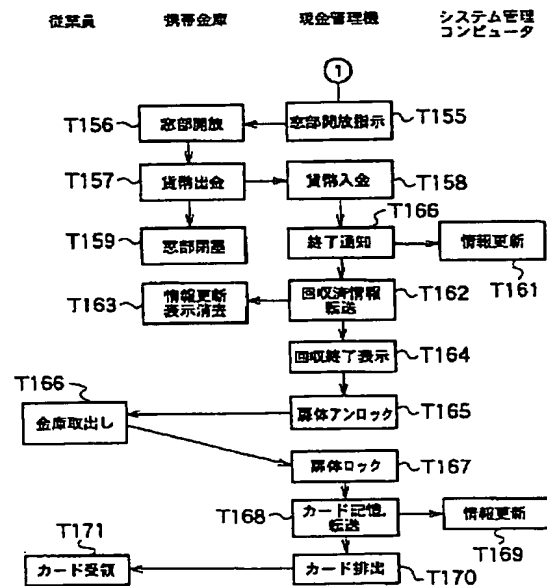 従業員 携帯金庫 現金管理機 システム管理
コンピュータ
1
T156 窓部開放 窓部開放指示 T155
T157 貨幣出金 貨幣入金 T158
T166
T159 窓部閉塞 終了通知 情報更新
T161
T163 情報更新 回収済情報 T162
表示消去 転送
回収終了表示 T164
T166
金庫取出し 扉体アンロック T165
扉体ロック T167
T168 カード記憶, 情報更新
転送
T169
T171
カード受領 カード排出 T170